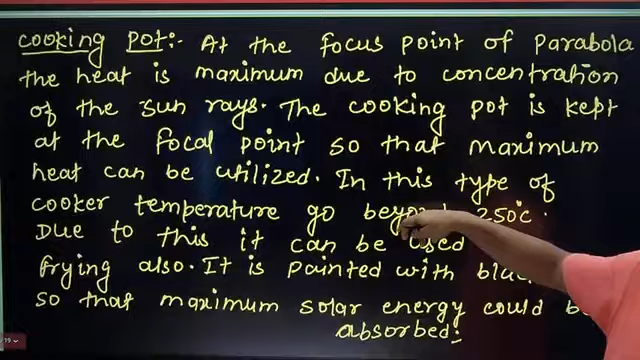 cooking pot:- At the focus point of parabola
the heat is maximum due to concentration
of the sun rays. The cooking pot is kept
at the focal point so that maximum
heat can be utilized. In this type of
cooker temperature go 250°c.
Due to this it can be used
frying also. It is painted with
so that maximum solar energy could
absorbed:
19